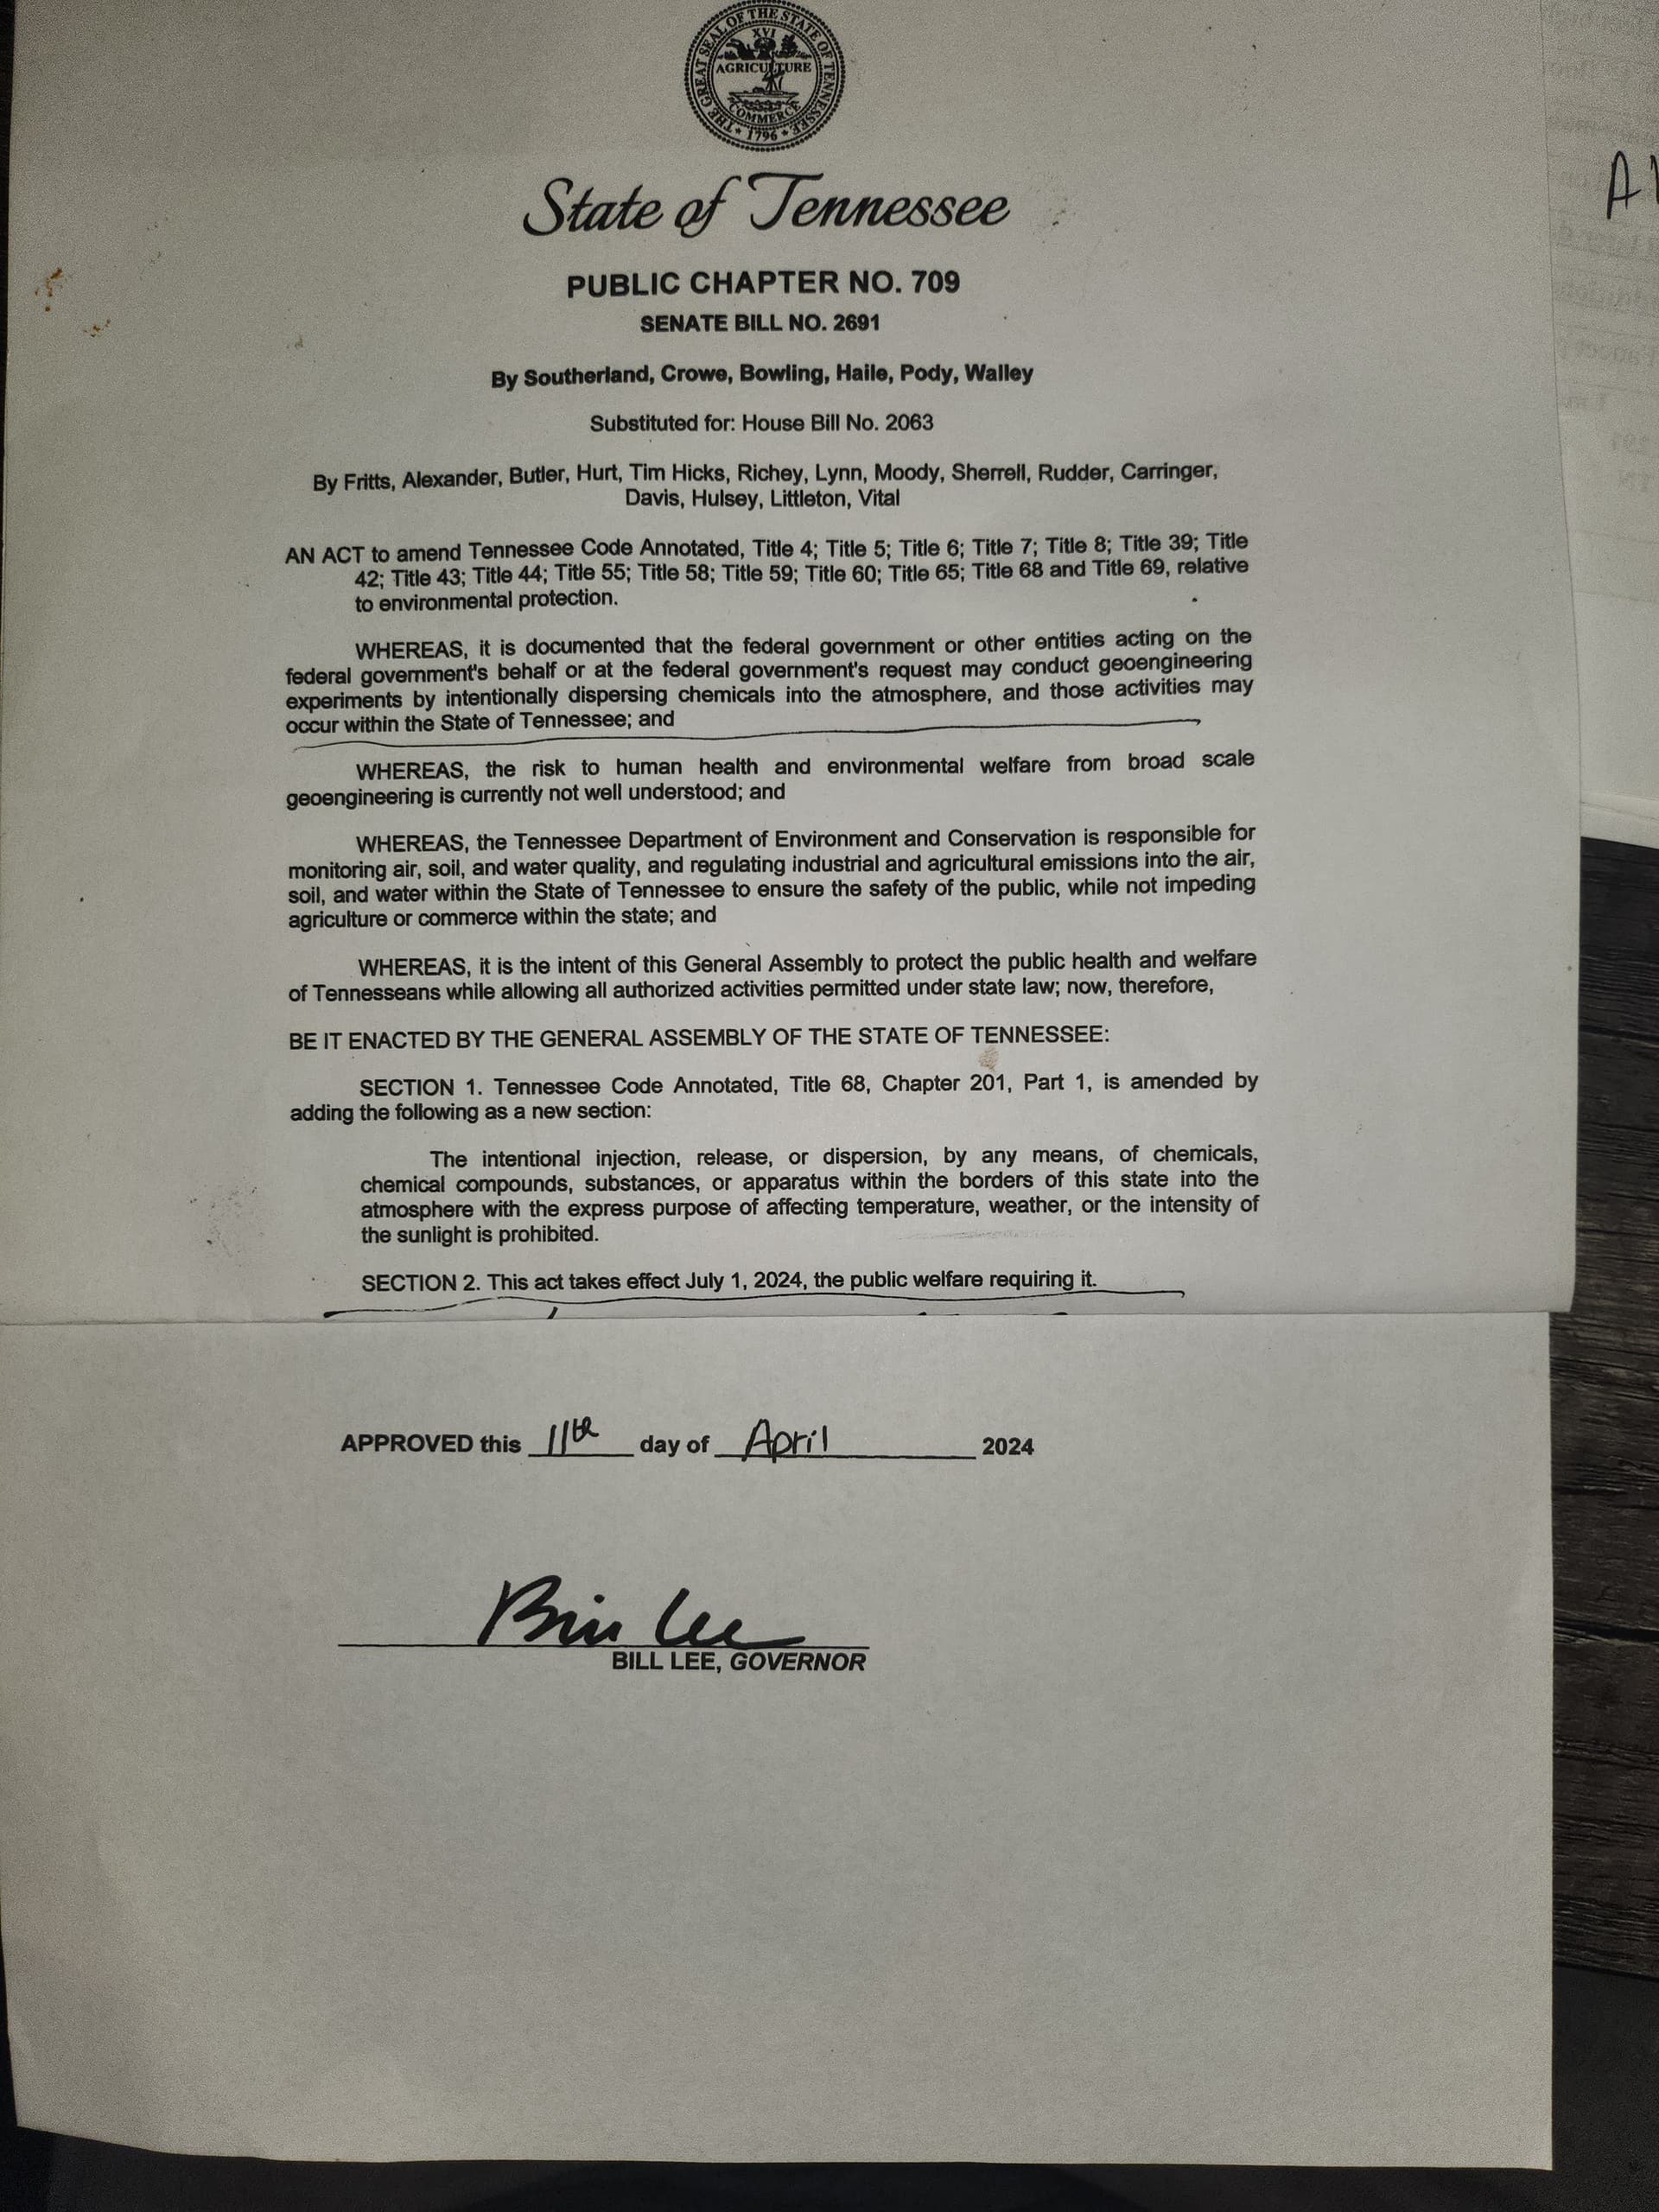 THE GREAT SEAL OF THE STATE OF TENNESSEE
XVI
AGRICULTURE
COMMERCE
1796
State of Tennessee
PUBLIC CHAPTER NO. 709
SENATE BILL NO. 2691
By Southerland, Crowe, Bowling, Haile, Pody, Walley
Substituted for: House Bill No. 2063
By Fritts, Alexander, Butler, Hurt, Tim Hicks, Richey, Lynn, Moody, Sherrell, Rudder, Carringer,
Davis, Hulsey, Littleton, Vital
AN ACT to amend Tennessee Code Annotated, Title 4; Title 5; Title 6; Title 7; Title 8; Title 39; Title
42; Title 43; Title 44; Title 55; Title 58; Title 59; Title 60; Title 65; Title 68 and Title 69, relative
to environmental protection.
WHEREAS, it is documented that the federal government or other entities acting on the
federal government's behalf or at the federal government's request may conduct geoengineering
experiments by intentionally dispersing chemicals into the atmosphere, and those activities may
occur within the State of Tennessee; and
WHEREAS, the risk to human health and environmental welfare from broad scale
geoengineering is currently not well understood; and
WHEREAS, the Tennessee Department of Environment and Conservation is responsible for
monitoring air, soil, and water quality, and regulating industrial and agricultural emissions into the air,
soil, and water within the State of Tennessee to ensure the safety of the public, while not impeding
agriculture or commerce within the state; and
WHEREAS, it is the intent of this General Assembly to protect the public health and welfare
of Tennesseans while allowing all authorized activities permitted under state law; now, therefore,
BE IT ENACTED BY THE GENERAL ASSEMBLY OF THE STATE OF TENNESSEE:
SECTION 1. Tennessee Code Annotated, Title 68, Chapter 201, Part 1, is amended by
adding the following as a new section:
The intentional injection, release, or dispersion, by any means, of chemicals,
chemical compounds, substances, or apparatus within the borders of this state into the
atmosphere with the express purpose of affecting temperature, weather, or the intensity of
the sunlight is prohibited.
SECTION 2. This act takes effect July 1, 2024, the public welfare requiring it.
APPROVED this 11th day of April 2024
Bill Lee
BILL LEE, GOVERNOR